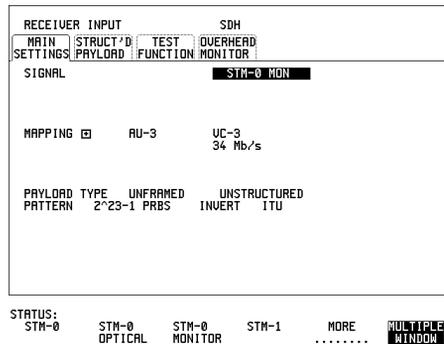 RECEIVER INPUT SDH
MAIN STRUCT'D TEST OVERHEAD
SETTINGS PAYLOAD FUNCTION MONITOR
SIGNAL STM-0 MON
MAPPING + AU-3 VC-3
34 Mb/s
PAYLOAD TYPE UNFRAMED UNSTRUCTURED
PATTERN 2^23-1 PRBS INVERT ITU
STATUS:
STM-0 STM-0 STM-0 STM-1 MORE MULTIPLE
OPTICAL MONITOR ........ WINDOW